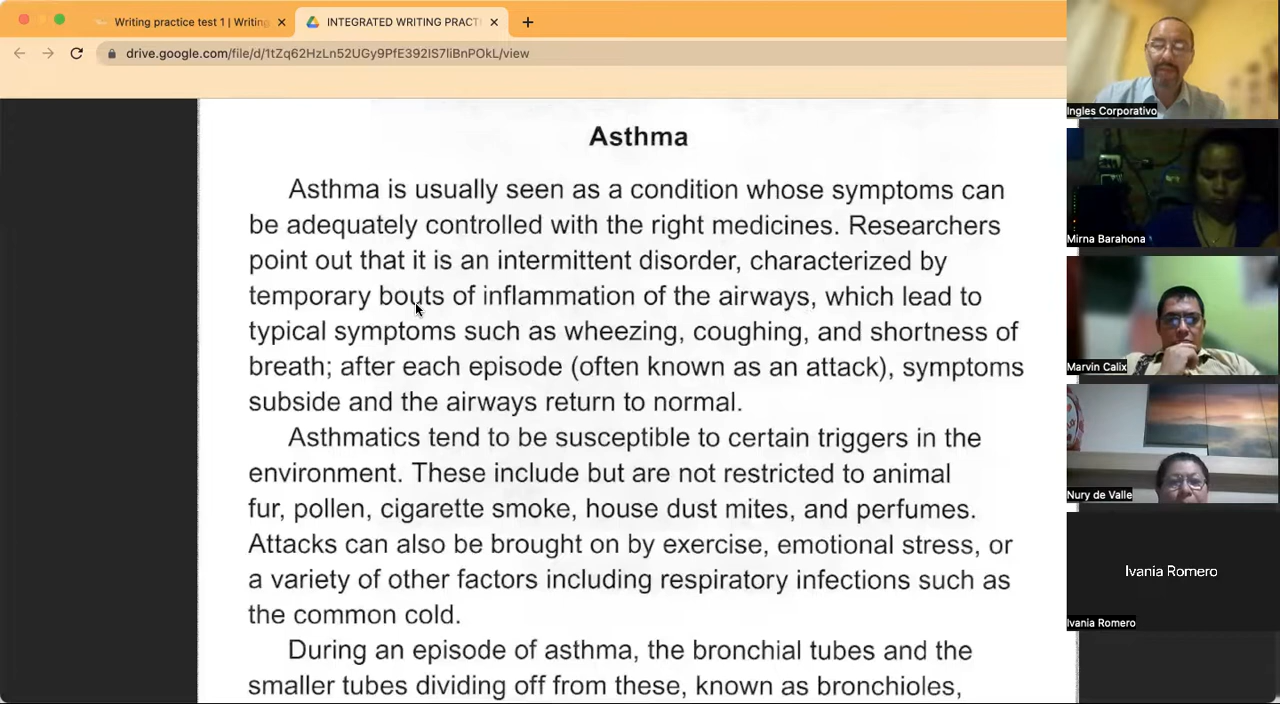 Writing practice test 1 | Writing
INTEGRATED WRITING PRACTI
drive.google.com/file/d/1tZq62HzLn52UGy9PfE392IS7liBnPOkL/view
Asthma
Asthma is usually seen as a condition whose symptoms can
be adequately controlled with the right medicines. Researchers
point out that it is an intermittent disorder, characterized by
temporary bouts of inflammation of the airways, which lead to
typical symptoms such as wheezing, coughing, and shortness of
breath; after each episode (often known as an attack), symptoms
subside and the airways return to normal.
Asthmatics tend to be susceptible to certain triggers in the
environment. These include but are not restricted to animal
fur, pollen, cigarette smoke, house dust mites, and perfumes.
Attacks can also be brought on by exercise, emotional stress, or
a variety of other factors including respiratory infections such as
the common cold.
During an episode of asthma, the bronchial tubes and the
smaller tubes dividing off from these, known as bronchioles,
Ingles Corporativo
Mirna Barahona
Marvin Calix
Nury de Valle
Ivania Romero
Ivania Romero